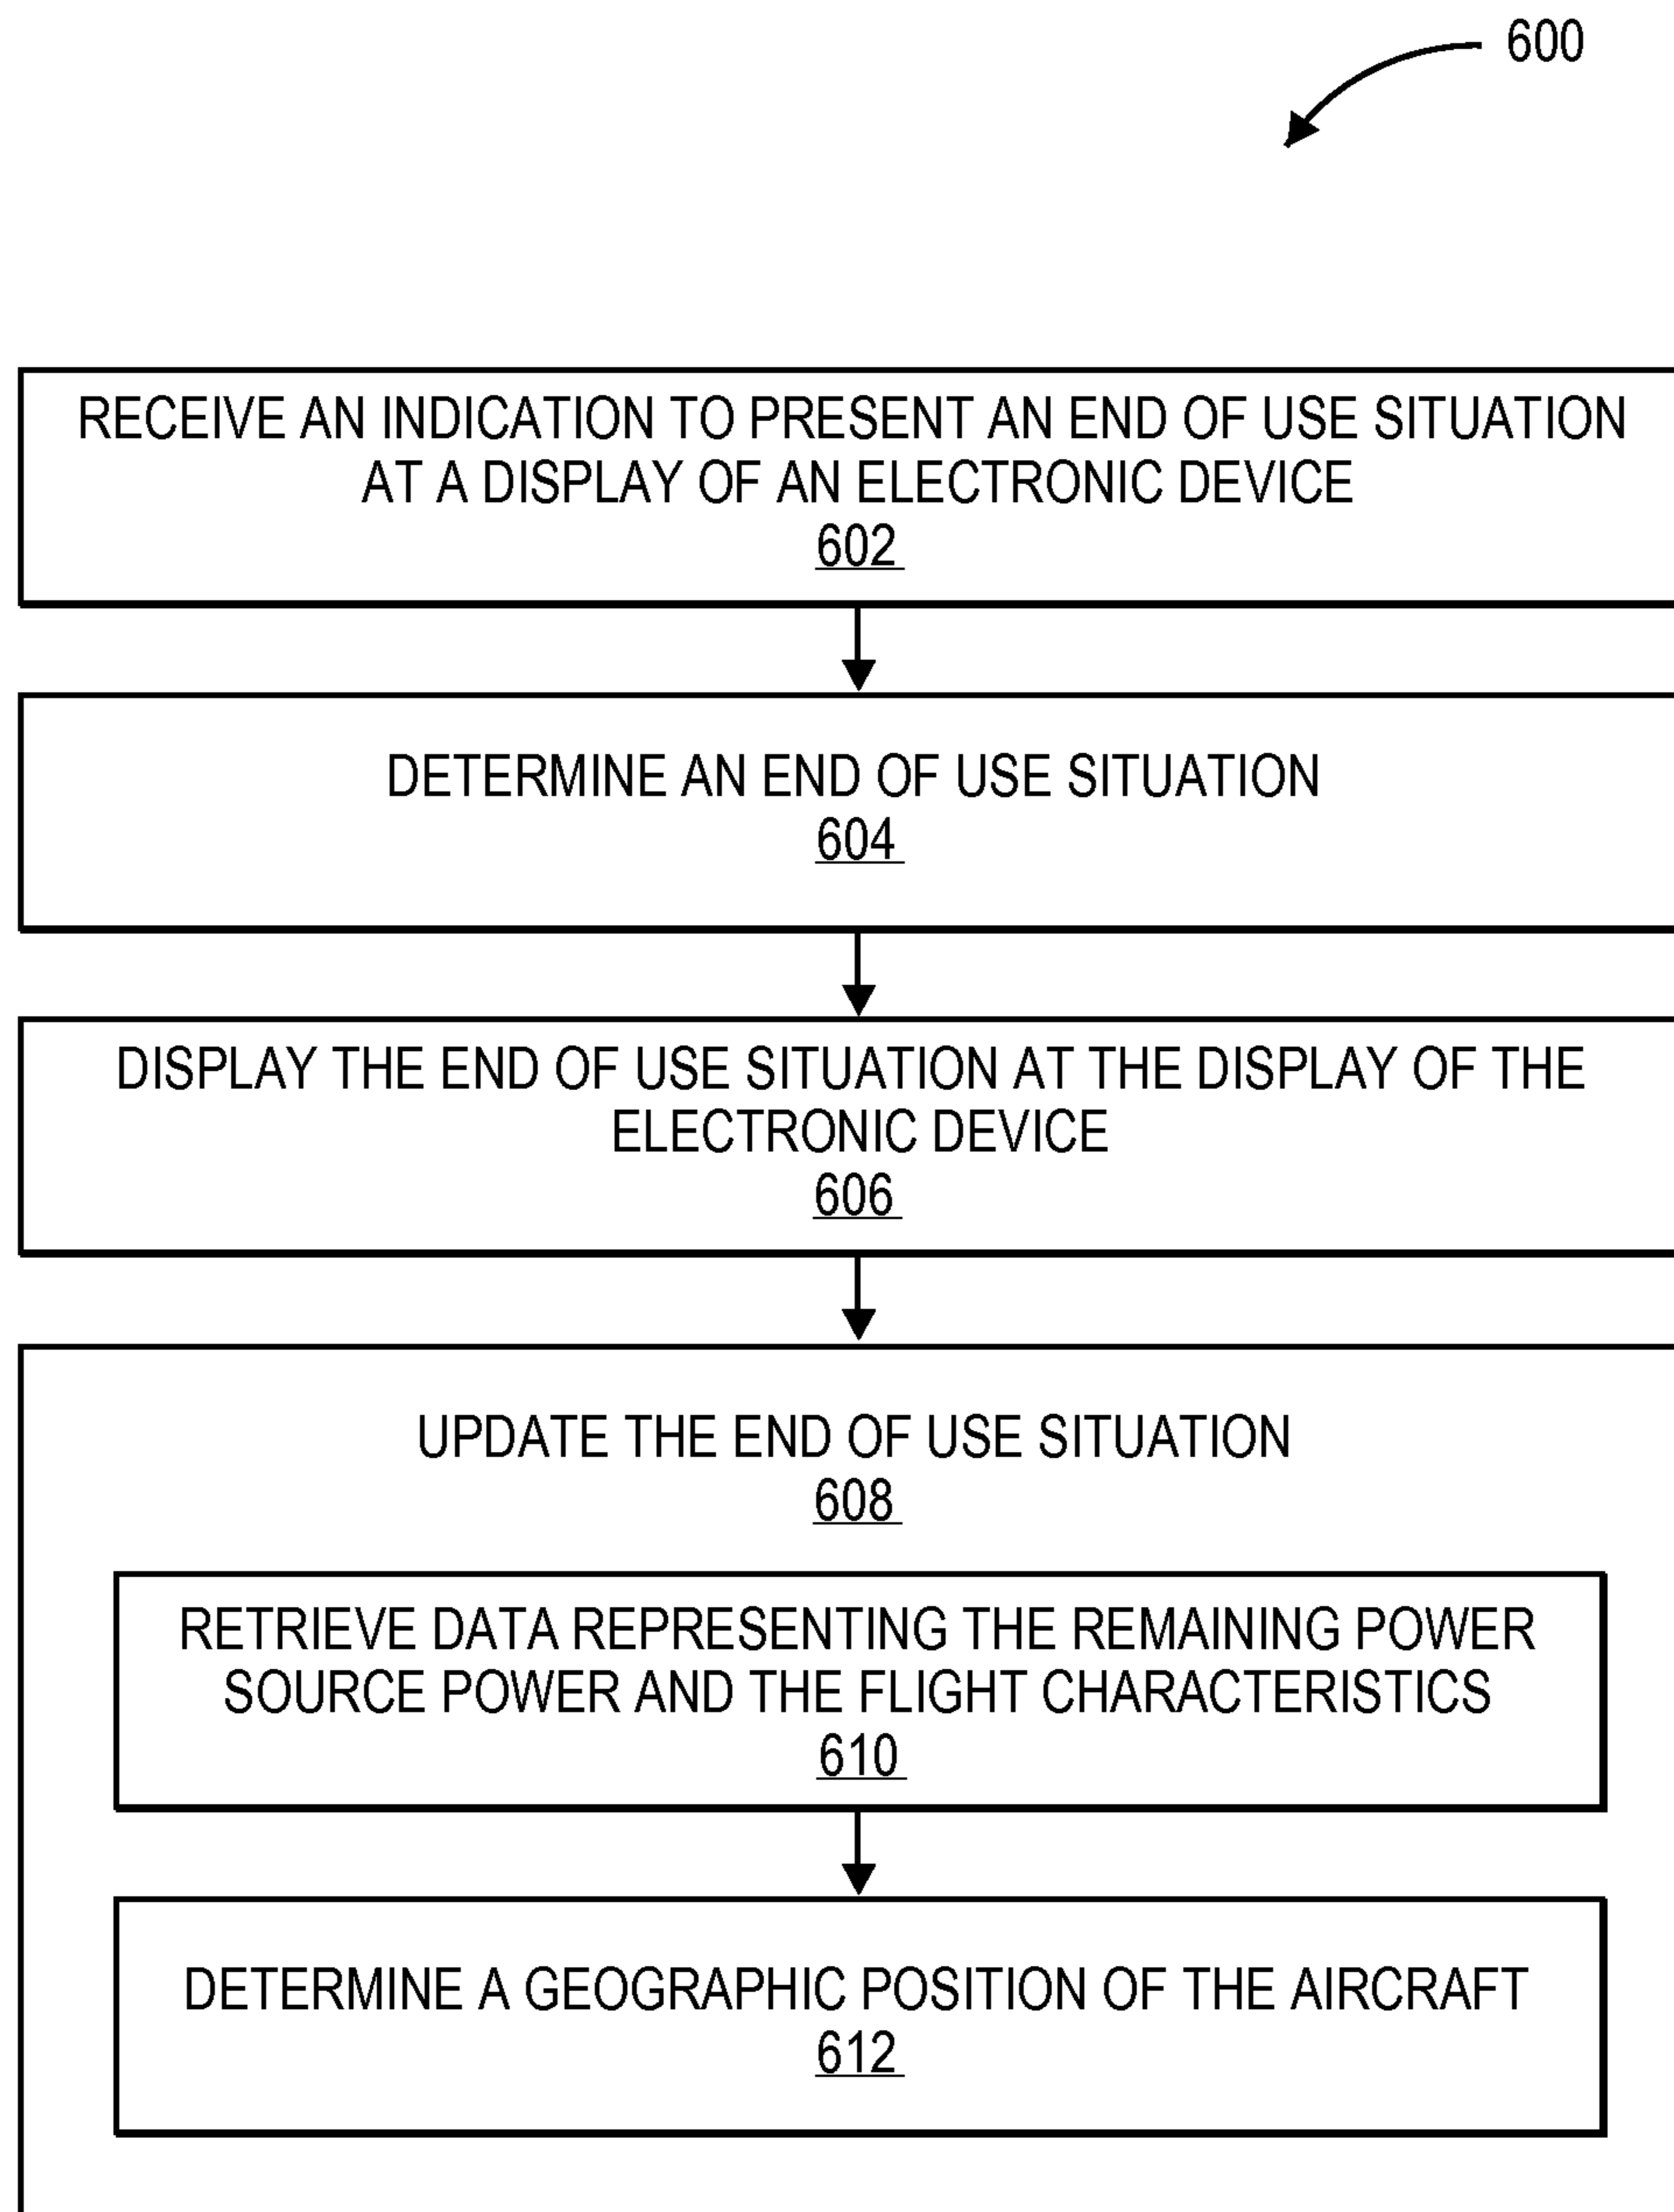 600
RECEIVE AN INDICATION TO PRESENT AN END OF USE SITUATION
AT A DISPLAY OF AN ELECTRONIC DEVICE
602
DETERMINE AN END OF USE SITUATION
604
DISPLAY THE END OF USE SITUATION AT THE DISPLAY OF THE
ELECTRONIC DEVICE
606
UPDATE THE END OF USE SITUATION
608
RETRIEVE DATA REPRESENTING THE REMAINING POWER
SOURCE POWER AND THE FLIGHT CHARACTERISTICS
610
DETERMINE A GEOGRAPHIC POSITION OF THE AIRCRAFT
612